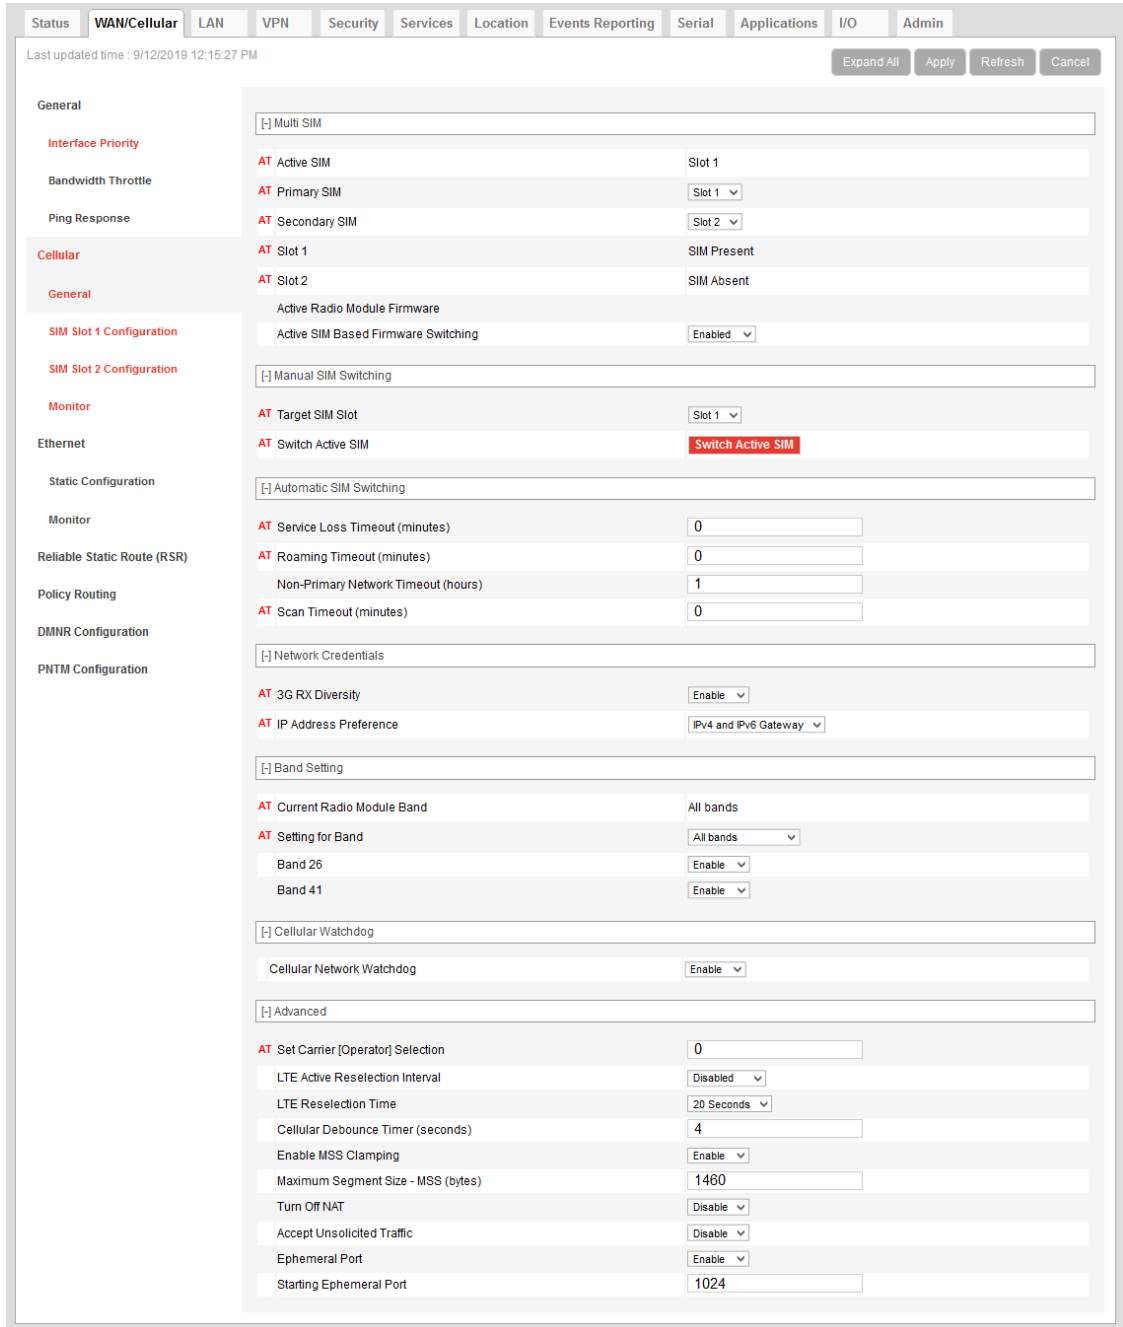 Status WAN/Cellular LAN VPN Security Services Location Events Reporting Serial Applications I/O Admin
Last updated time : 9/12/2019 12:15:27 PM
Expand All Apply Refresh Cancel
General
Interface Priority
Bandwidth Throttle
Ping Response
Cellular
General
SIM Slot 1 Configuration
SIM Slot 2 Configuration
Monitor
Ethernet
Static Configuration
Monitor
Reliable Static Route (RSR)
Policy Routing
DMNR Configuration
PNTM Configuration
[-] Multi SIM
AT Active SIM Slot 1
AT Primary SIM Slot 1
AT Secondary SIM Slot 2
AT Slot 1 SIM Present
AT Slot 2 SIM Absent
Active Radio Module Firmware
Active SIM Based Firmware Switching Enabled
[-] Manual SIM Switching
AT Target SIM Slot Slot 1
AT Switch Active SIM Switch Active SIM
[-] Automatic SIM Switching
AT Service Loss Timeout (minutes) 0
AT Roaming Timeout (minutes) 0
Non-Primary Network Timeout (hours) 1
AT Scan Timeout (minutes) 0
[-] Network Credentials
AT 3G RX Diversity Enable
AT IP Address Preference IPv4 and IPv6 Gateway
[-] Band Setting
AT Current Radio Module Band All bands
AT Setting for Band All bands
Band 26 Enable
Band 41 Enable
[-] Cellular Watchdog
Cellular Network Watchdog Enable
[-] Advanced
AT Set Carrier [Operator] Selection 0
LTE Active Reselection Interval Disabled
LTE Reselection Time 20 Seconds
Cellular Debounce Timer (seconds) 4
Enable MSS Clamping Enable
Maximum Segment Size - MSS (bytes) 1460
Turn Off NAT Disable
Accept Unsolicited Traffic Disable
Ephemeral Port Enable
Starting Ephemeral Port 1024